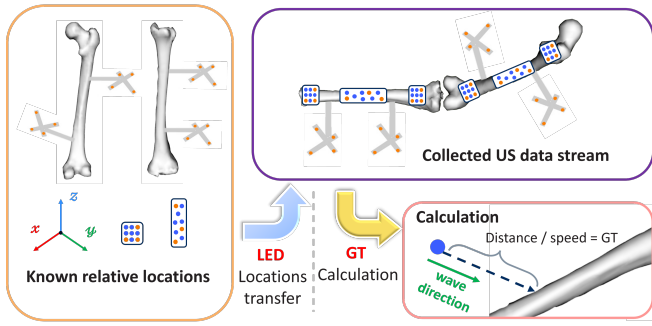 z
x
y
Known relative locations
Collected US data stream
LED
Locations
transfer
GT
Calculation
Calculation
Distance / speed = GT
wave
direction